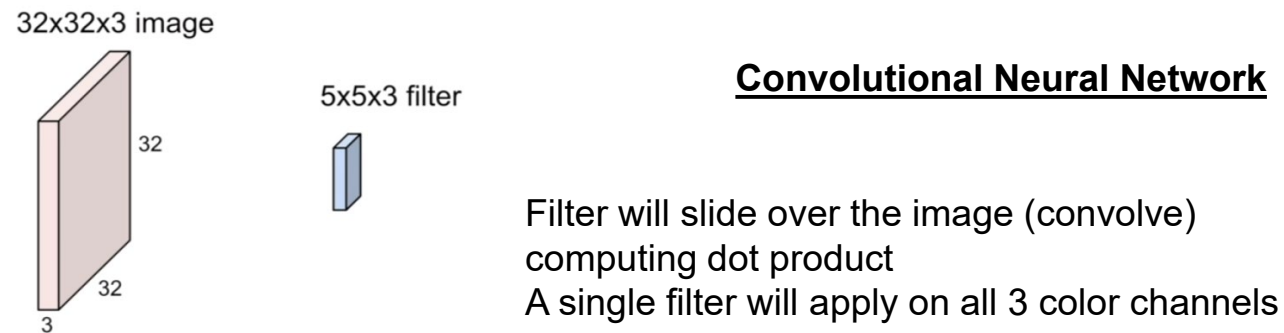 32x32x3 image
Convolutional Neural Network
5x5x3 filter
32
32
3
Filter will slide over the image (convolve)
computing dot product
A single filter will apply on all 3 color channels